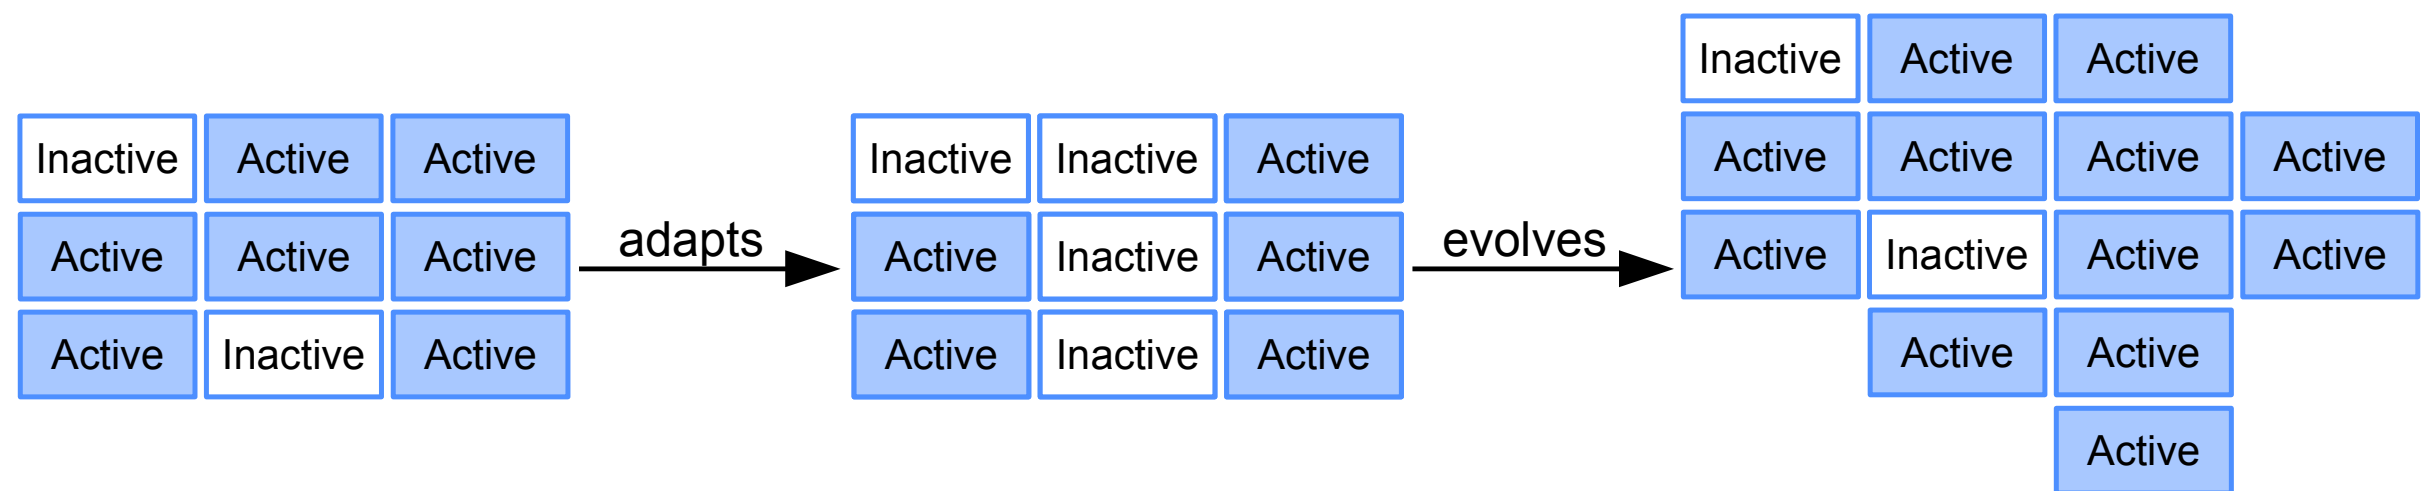 Inactive Active Active
Active Active Active
Active Inactive Active
adapts
Inactive Inactive Active
Active Inactive Active
Active Inactive Active
evolves
Inactive Active Active
Active Active Active Active
Active Inactive Active Active
Active Active
Active